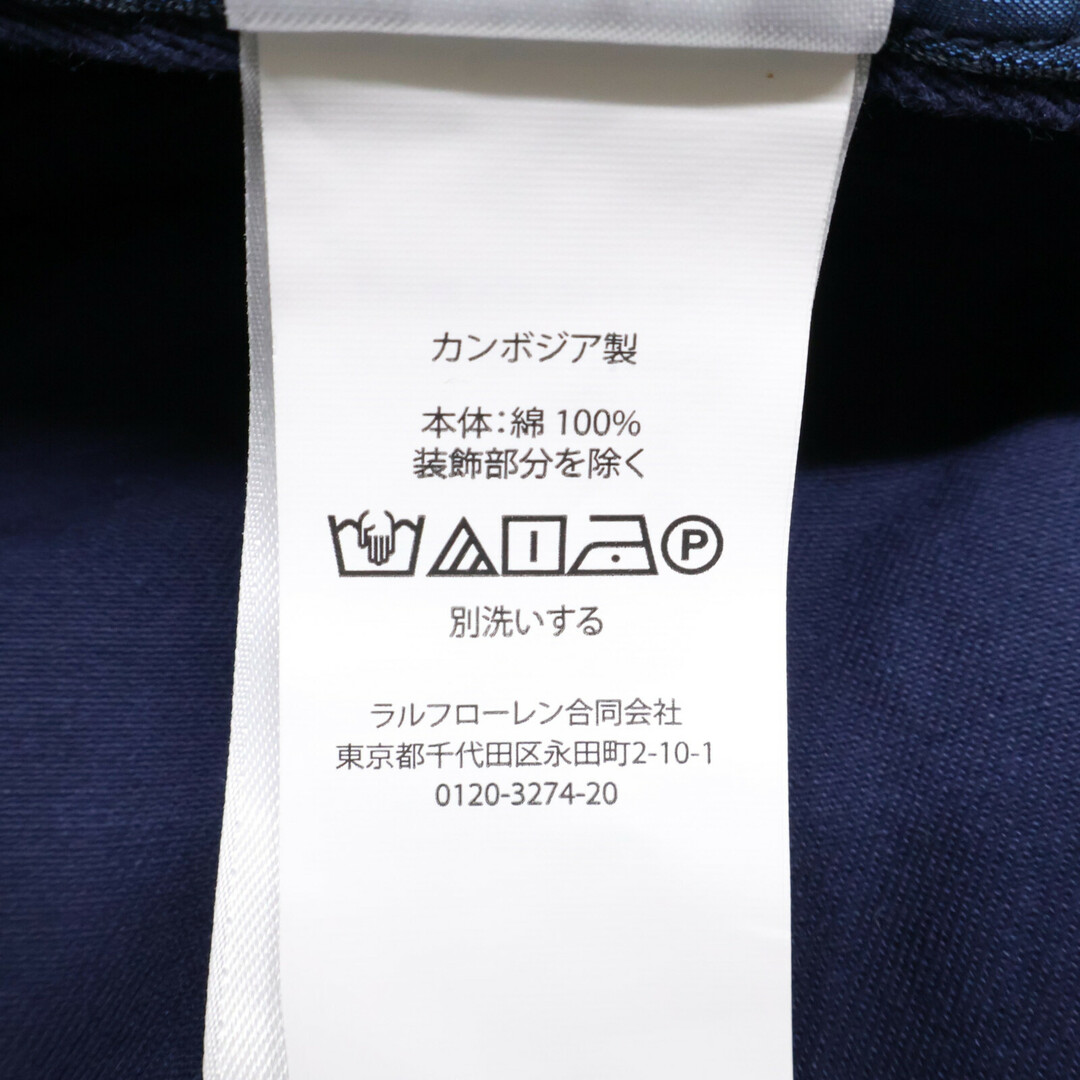 カンボジア製
本体：綿 100%
装飾部分を除く
P
別洗いする
ラルフローレン合同会社
東京都千代田区永田町2-10-1
0120-3274-20